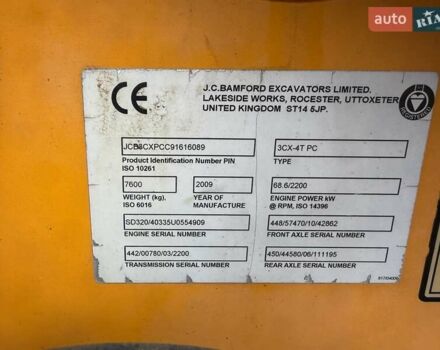 auto RIA
CE
J.C.BAMFORD EXCAVATORS LIMITED.
LAKESIDE WORKS, ROCESTER, UTTOXETER
UNITED KINGDOM ST14 5JP.
JCB3CXPCC91616089
3CX-4T PC
Product Identification Number PIN
ISO 10261
TYPE
7600
2009
68.6/2200
WEIGHT (kg).
ISO 6016
YEAR OF
MANUFACTURE
ENGINE POWER kW
@ RPM, ISO 14396
SD320/40335U0554909
448/57470/10/42862
ENGINE SERIAL NUMBER
FRONT AXLE SERIAL NUMBER
442/00780/03/2200
450/44580/06/111195
TRANSMISSION SERIAL NUMBER
REAR AXLE SERIAL NUMBER